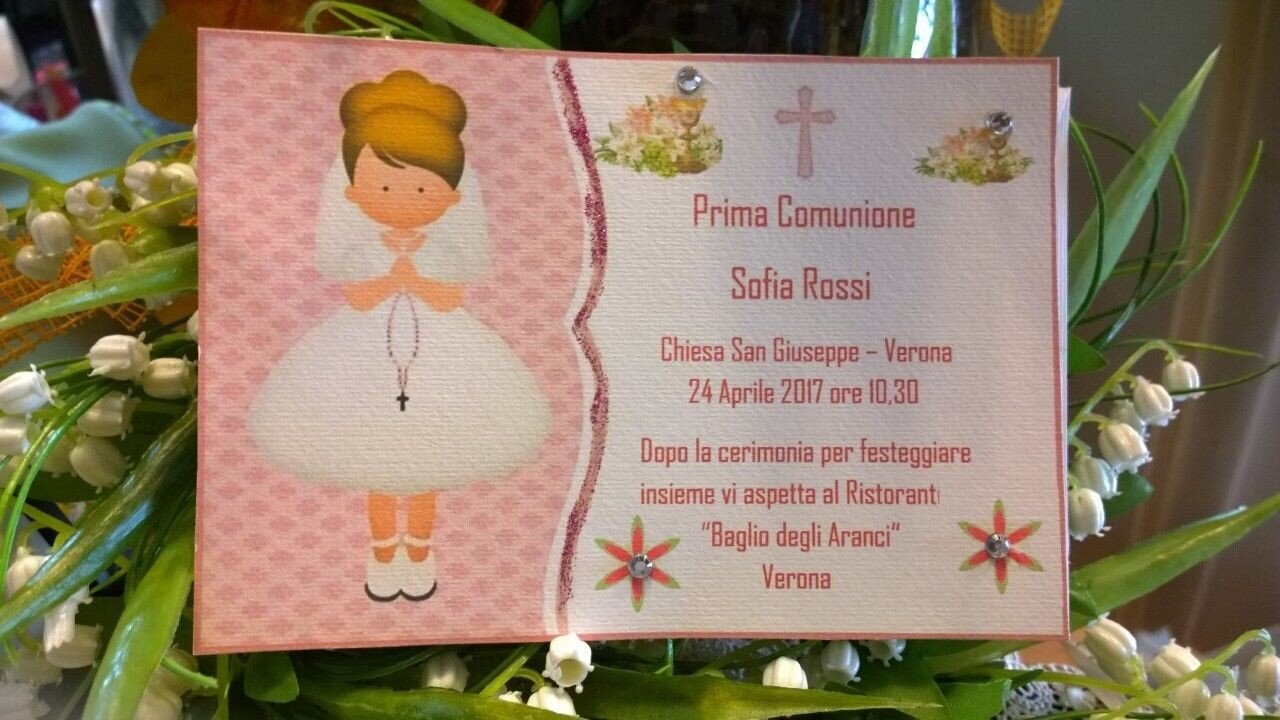 Prima Comunione
Sofia Rossi
Chiesa San Giuseppe – Verona
24 Aprile 2017 ore 10,30
Dopo la cerimonia per festeggiare
insieme vi aspetta al Ristorant
“Baglio degli Aranci“
Verona